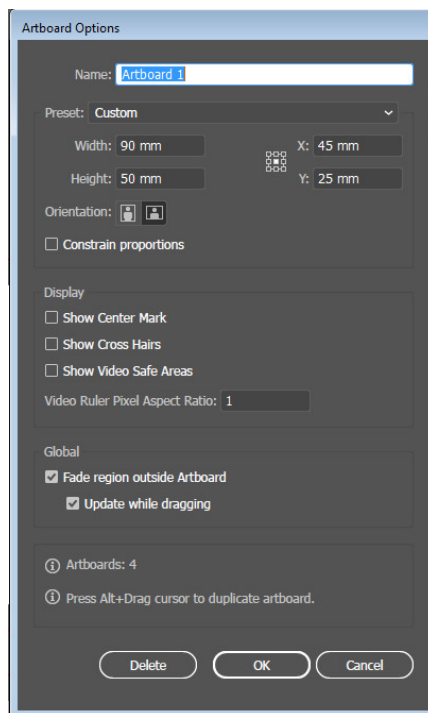 Artboard Options
Name: Artboard 1
Preset: Custom
Width: 90 mm X: 45 mm
Height: 50 mm Y: 25 mm
Orientation:
Constrain proportions
Display
Show Center Mark
Show Cross Hairs
Show Video Safe Areas
Video Ruler Pixel Aspect Ratio: 1
Global
Fade region outside Artboard
Update while dragging
Artboards: 4
Press Alt+Drag cursor to duplicate artboard.
Delete OK Cancel